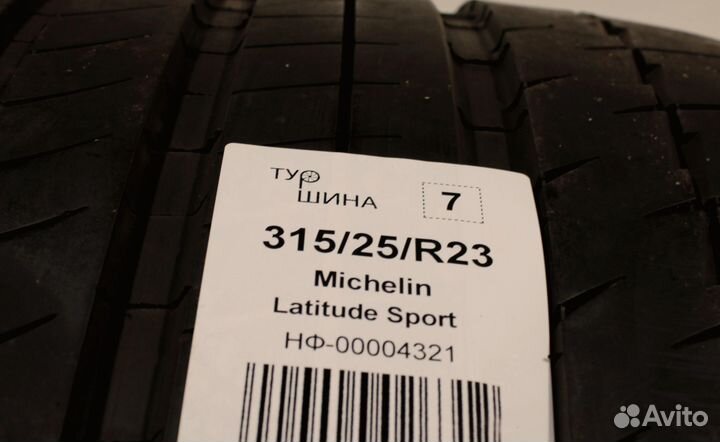 ТУР
ШИНА
7
315/25/R23
Michelin
Latitude Sport
НФ-00004321
Avito